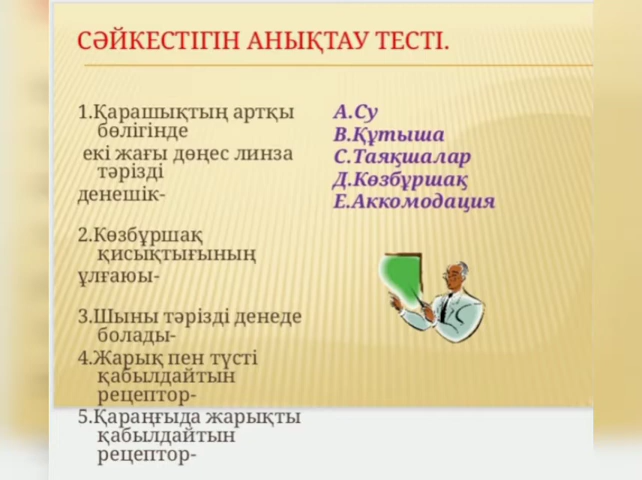 СӘЙКЕСТІГІН АНЫҚТАУ ТЕСТІ.
1.Қарашықтың артқы
бөлігінде
екі жағы дөңес линза
тәрізді
денешік-
2.Көзбұршақ
қисықтығының
ұлғаюы-
3.Шыны тәрізді денеде
болады-
4.Жарық пен түсті
қабылдайтын
рецептор-
5.Қараңғыда жарықты
қабылдайтын
рецептор-
А.Су
В.Құтыша
С.Таяқшалар
Д.Көзбұршақ
Е.Аккомодация